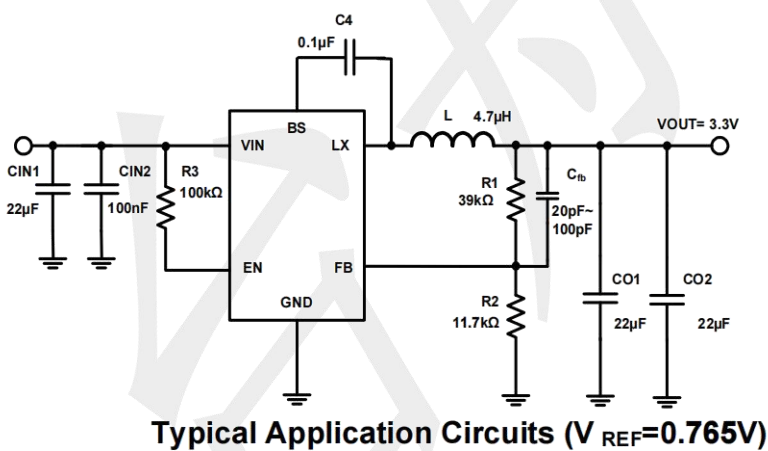 C4
0.1µF
BS
L 4.7µH
VOUT= 3.3V
VIN
LX
CIN1
CIN2
R3
100kΩ
R1
39kΩ
Cfb
20pF~
100pF
22µF
100nF
EN
FB
GND
R2
11.7kΩ
CO1
22µF
CO2
22µF
Typical Application Circuits (V REF=0.765V)